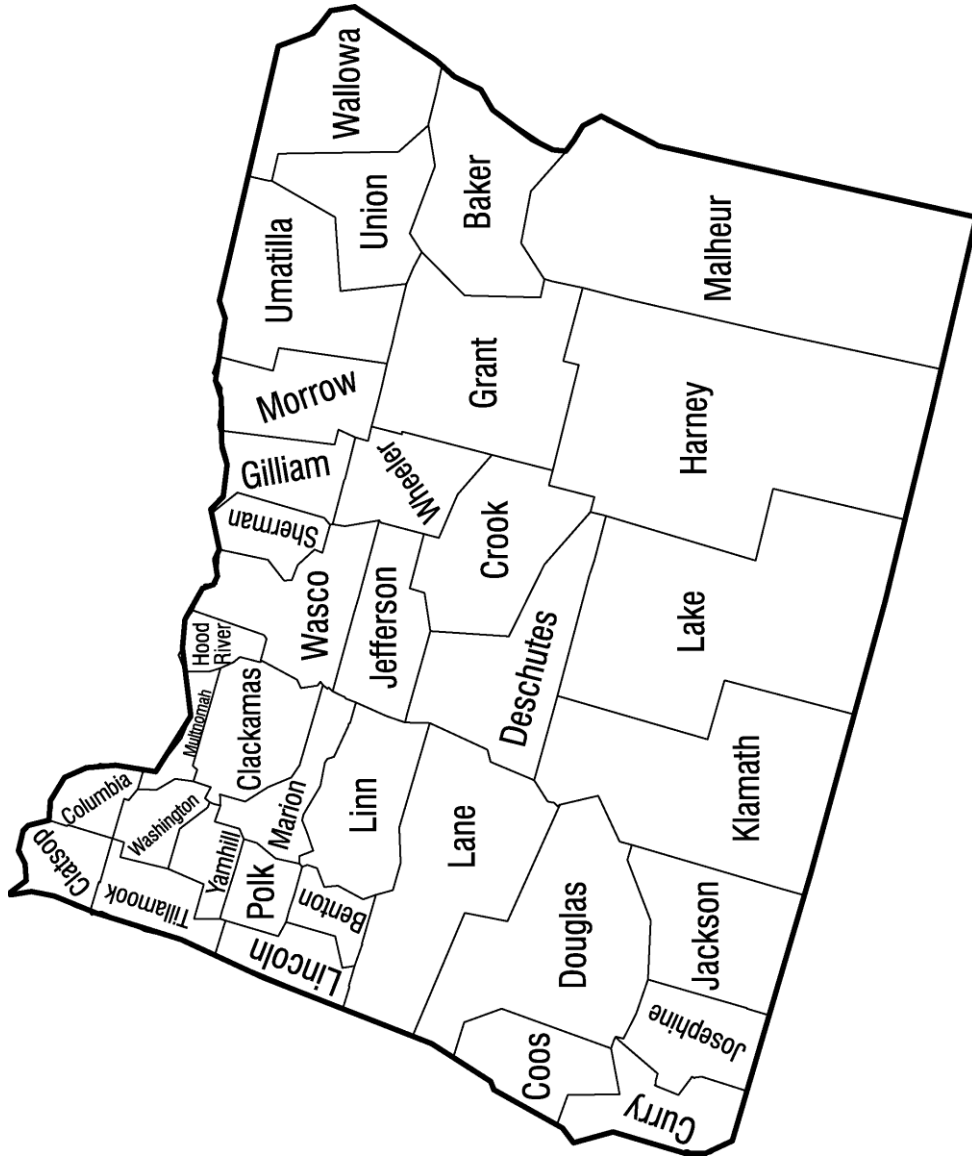 Wallowa
Union
Umatilla
Baker
Malheur
Morrow
Grant
Harney
Gilliam
Wheeler
Sherman
Crook
Wasco
Jefferson
Deschutes
Lake
Hood
River
Multnomah
Clackamas
Columbia
Washington
Marion
Linn
Lane
Klamath
Clatsop
Yamhill
Polk
Tillamook
Benton
Lincoln
Douglas
Jackson
Josephine
Coos
Curry